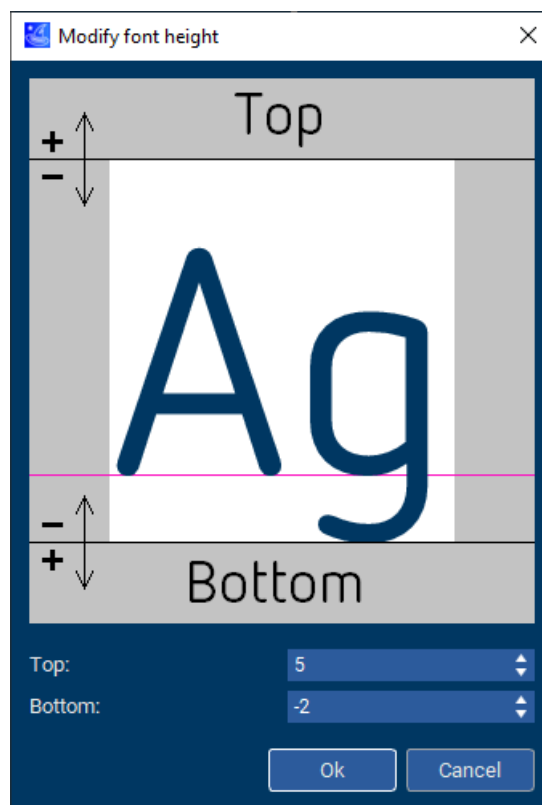 Modify font height
Top
+
−
Ag
−
+
Bottom
Top: 5
Bottom: -2
Ok Cancel